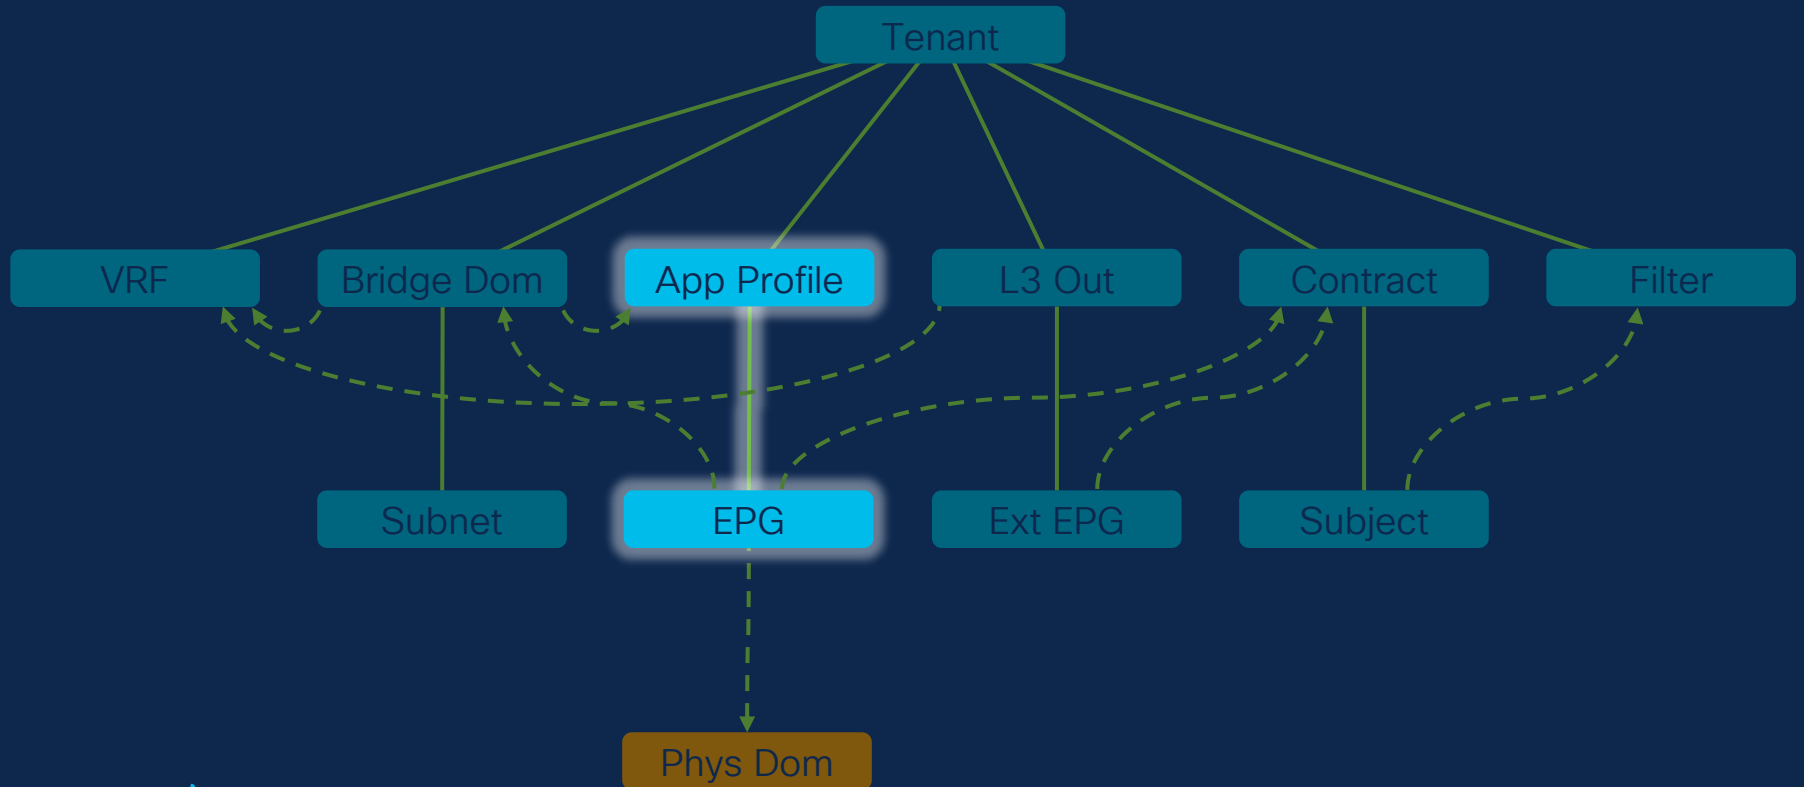 Tenant
VRF
Bridge Dom
App Profile
L3 Out
Contract
Filter
Subnet
EPG
Ext EPG
Subject
Phys Dom